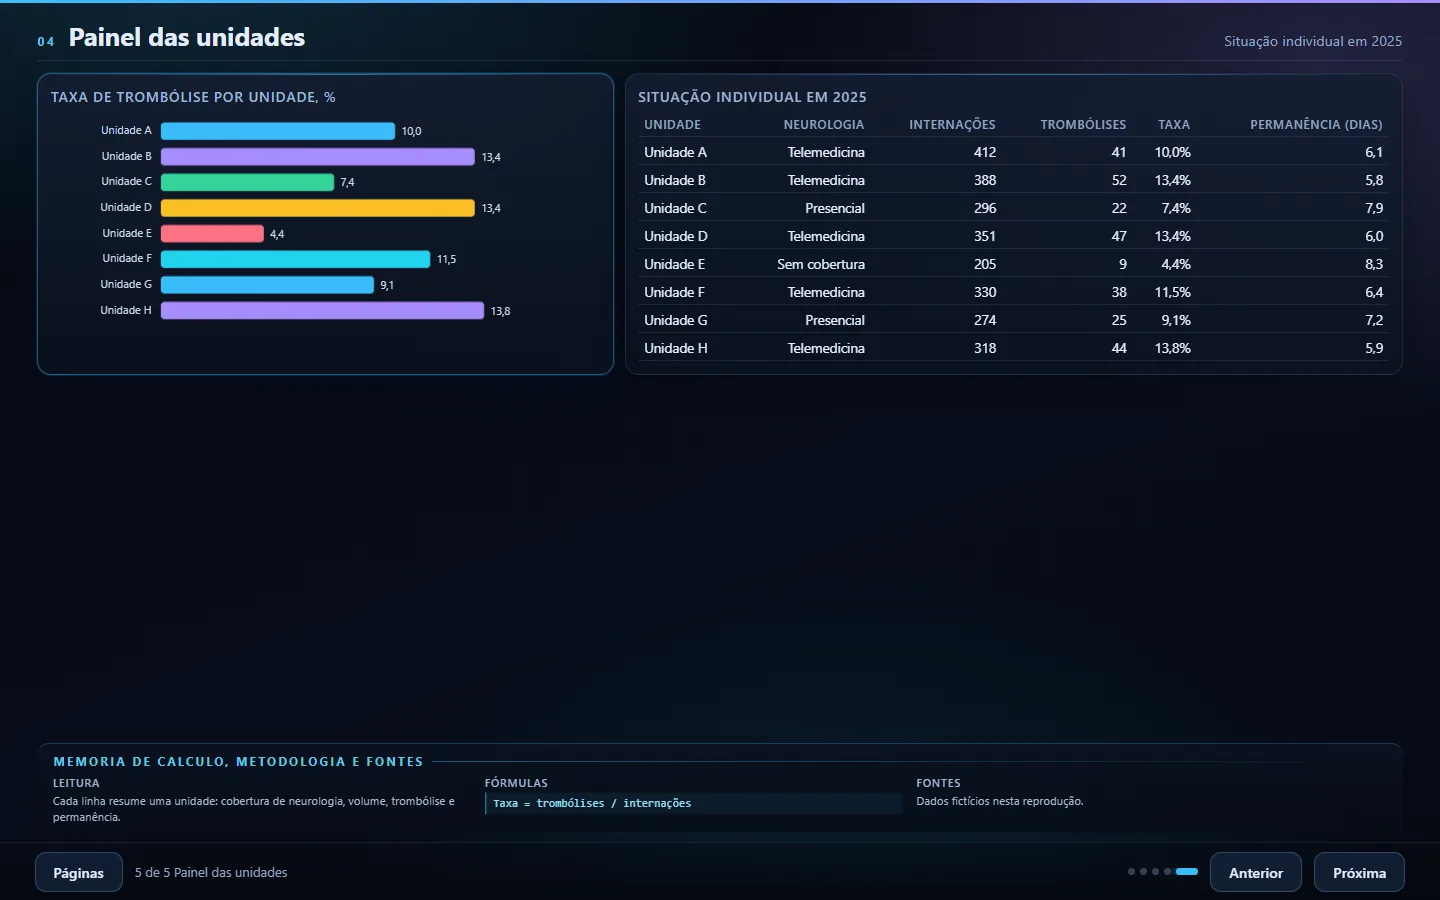 04 Painel das unidades
Situação individual em 2025
TAXA DE TROMBÓLISE POR UNIDADE, %
Unidade A 10,0
Unidade B 13,4
Unidade C 7,4
Unidade D 13,4
Unidade E 4,4
Unidade F 11,5
Unidade G 9,1
Unidade H 13,8
SITUAÇÃO INDIVIDUAL EM 2025
UNIDADE NEUROLOGIA INTERNAÇÕES TROMBÓLISES TAXA PERMANÊNCIA (DIAS)
Unidade A Telemedicina 412 41 10,0% 6,1
Unidade B Telemedicina 388 52 13,4% 5,8
Unidade C Presencial 296 22 7,4% 7,9
Unidade D Telemedicina 351 47 13,4% 6,0
Unidade E Sem cobertura 205 9 4,4% 8,3
Unidade F Telemedicina 330 38 11,5% 6,4
Unidade G Presencial 274 25 9,1% 7,2
Unidade H Telemedicina 318 44 13,8% 5,9
MEMORIA DE CALCULO, METODOLOGIA E FONTES
LEITURA
Cada linha resume uma unidade: cobertura de neurologia, volume, trombólise e
permanência.
FÓRMULAS
Taxa = trombólises / internações
FONTES
Dados fictícios nesta reprodução.
Páginas
5 de 5 Painel das unidades
Anterior
Próxima